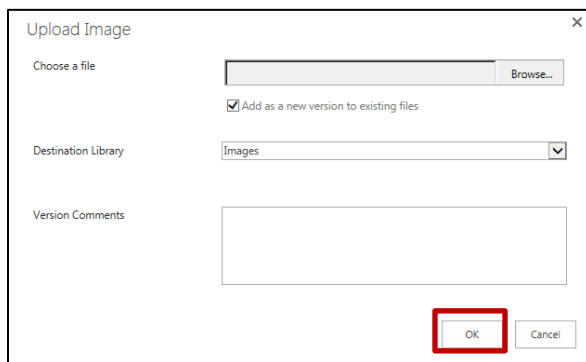 Upload Image
Choose a file
Browse...
Add as a new version to existing files
Destination Library
Images
Version Comments
OK
Cancel